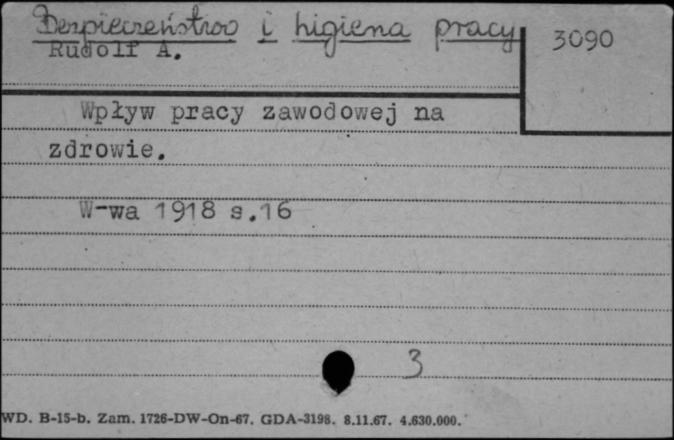 Bezpieczeństwo i higiena pracy
3090
Rudolf A.
Wpływ pracy zawodowej na
zdrowie.
W-wa 1918 s.16
3
WD. B-15-b. Zam. 1726-DW-On-67. GDA-3198. 8.11.67. 4.630.000.